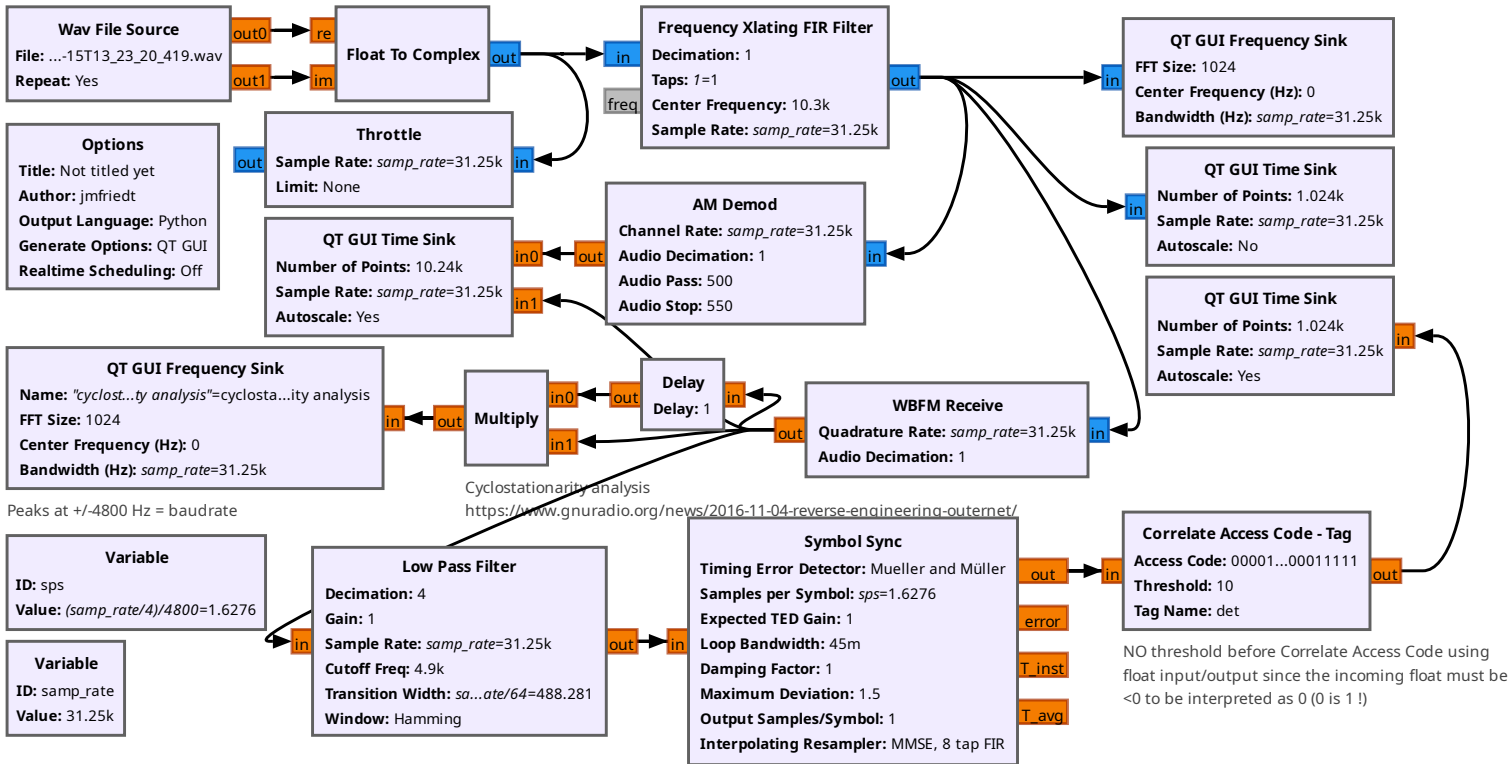 Wav File Source
File: ...-15T13_23_20_419.wav
Repeat: Yes
out0
out1
re
im
Float To Complex
out
Frequency Xlating FIR Filter
Decimation: 1
Taps: 1=1
Center Frequency: 10.3k
Sample Rate: samp_rate=31.25k
in
freq
out
QT GUI Frequency Sink
FFT Size: 1024
Center Frequency (Hz): 0
Bandwidth (Hz): samp_rate=31.25k
in
Options
Title: Not titled yet
Author: jmfriedt
Output Language: Python
Generate Options: QT GUI
Realtime Scheduling: Off
Throttle
Sample Rate: samp_rate=31.25k
Limit: None
out
in
QT GUI Time Sink
Number of Points: 1.024k
Sample Rate: samp_rate=31.25k
Autoscale: No
in
AM Demod
Channel Rate: samp_rate=31.25k
Audio Decimation: 1
Audio Pass: 500
Audio Stop: 550
out
in
QT GUI Time Sink
Number of Points: 10.24k
Sample Rate: samp_rate=31.25k
Autoscale: Yes
in0
in1
QT GUI Time Sink
Number of Points: 1.024k
Sample Rate: samp_rate=31.25k
Autoscale: Yes
in
QT GUI Frequency Sink
Name: "cyclost...ty analysis"=cyclosta...ity analysis
FFT Size: 1024
Center Frequency (Hz): 0
Bandwidth (Hz): samp_rate=31.25k
in
Multiply
out
in0
in1
Delay
Delay: 1
out
in
WBFM Receive
Quadrature Rate: samp_rate=31.25k
Audio Decimation: 1
out
in
Cyclostationarity analysis
https://www.gnuradio.org/news/2016-11-04-reverse-engineering-outernet/
Peaks at +/-4800 Hz = baudrate
Variable
ID: sps
Value: (samp_rate/4)/4800=1.6276
Variable
ID: samp_rate
Value: 31.25k
Low Pass Filter
Decimation: 4
Gain: 1
Sample Rate: samp_rate=31.25k
Cutoff Freq: 4.9k
Transition Width: sa...ate/64=488.281
Window: Hamming
in
out
Symbol Sync
Timing Error Detector: Mueller and Müller
Samples per Symbol: sps=1.6276
Expected TED Gain: 1
Loop Bandwidth: 45m
Damping Factor: 1
Maximum Deviation: 1.5
Output Samples/Symbol: 1
Interpolating Resampler: MMSE, 8 tap FIR
in
out
error
T_inst
T_avg
Correlate Access Code - Tag
Access Code: 00001...00011111
Threshold: 10
Tag Name: det
in
out
NO threshold before Correlate Access Code using
float input/output since the incoming float must be
<0 to be interpreted as 0 (0 is 1 !)